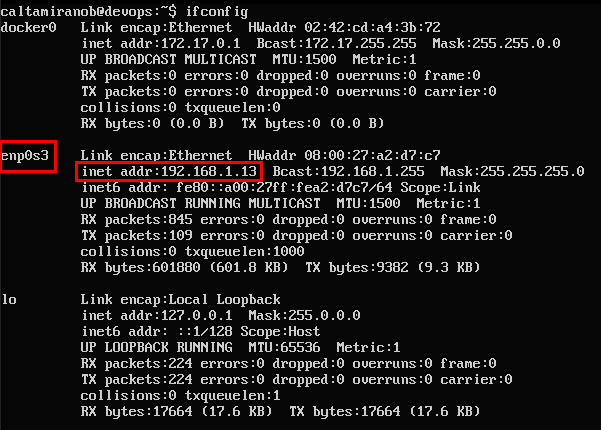 caltamiranob@devops:~$ ifconfig
docker0   Link encap:Ethernet  HWaddr 02:42:cd:a4:3b:72
          inet addr:172.17.0.1  Bcast:172.17.255.255  Mask:255.255.0.0
          UP BROADCAST MULTICAST  MTU:1500  Metric:1
          RX packets:0 errors:0 dropped:0 overruns:0 frame:0
          TX packets:0 errors:0 dropped:0 overruns:0 carrier:0
          collisions:0 txqueuelen:0
          RX bytes:0 (0.0 B)  TX bytes:0 (0.0 B)
enp0s3    Link encap:Ethernet  HWaddr 08:00:27:a2:d7:c7
          inet addr:192.168.1.13  Bcast:192.168.1.255  Mask:255.255.255.0
          inet6 addr: fe80::a00:27ff:fea2:d7c7/64 Scope:Link
          UP BROADCAST RUNNING MULTICAST  MTU:1500  Metric:1
          RX packets:845 errors:0 dropped:0 overruns:0 frame:0
          TX packets:109 errors:0 dropped:0 overruns:0 carrier:0
          collisions:0 txqueuelen:1000
          RX bytes:601880 (601.8 KB)  TX bytes:9382 (9.3 KB)
lo        Link encap:Local Loopback
          inet addr:127.0.0.1  Mask:255.0.0.0
          inet6 addr: ::1/128 Scope:Host
          UP LOOPBACK RUNNING  MTU:65536  Metric:1
          RX packets:224 errors:0 dropped:0 overruns:0 frame:0
          TX packets:224 errors:0 dropped:0 overruns:0 carrier:0
          collisions:0 txqueuelen:1
          RX bytes:17664 (17.6 KB)  TX bytes:17664 (17.6 KB)